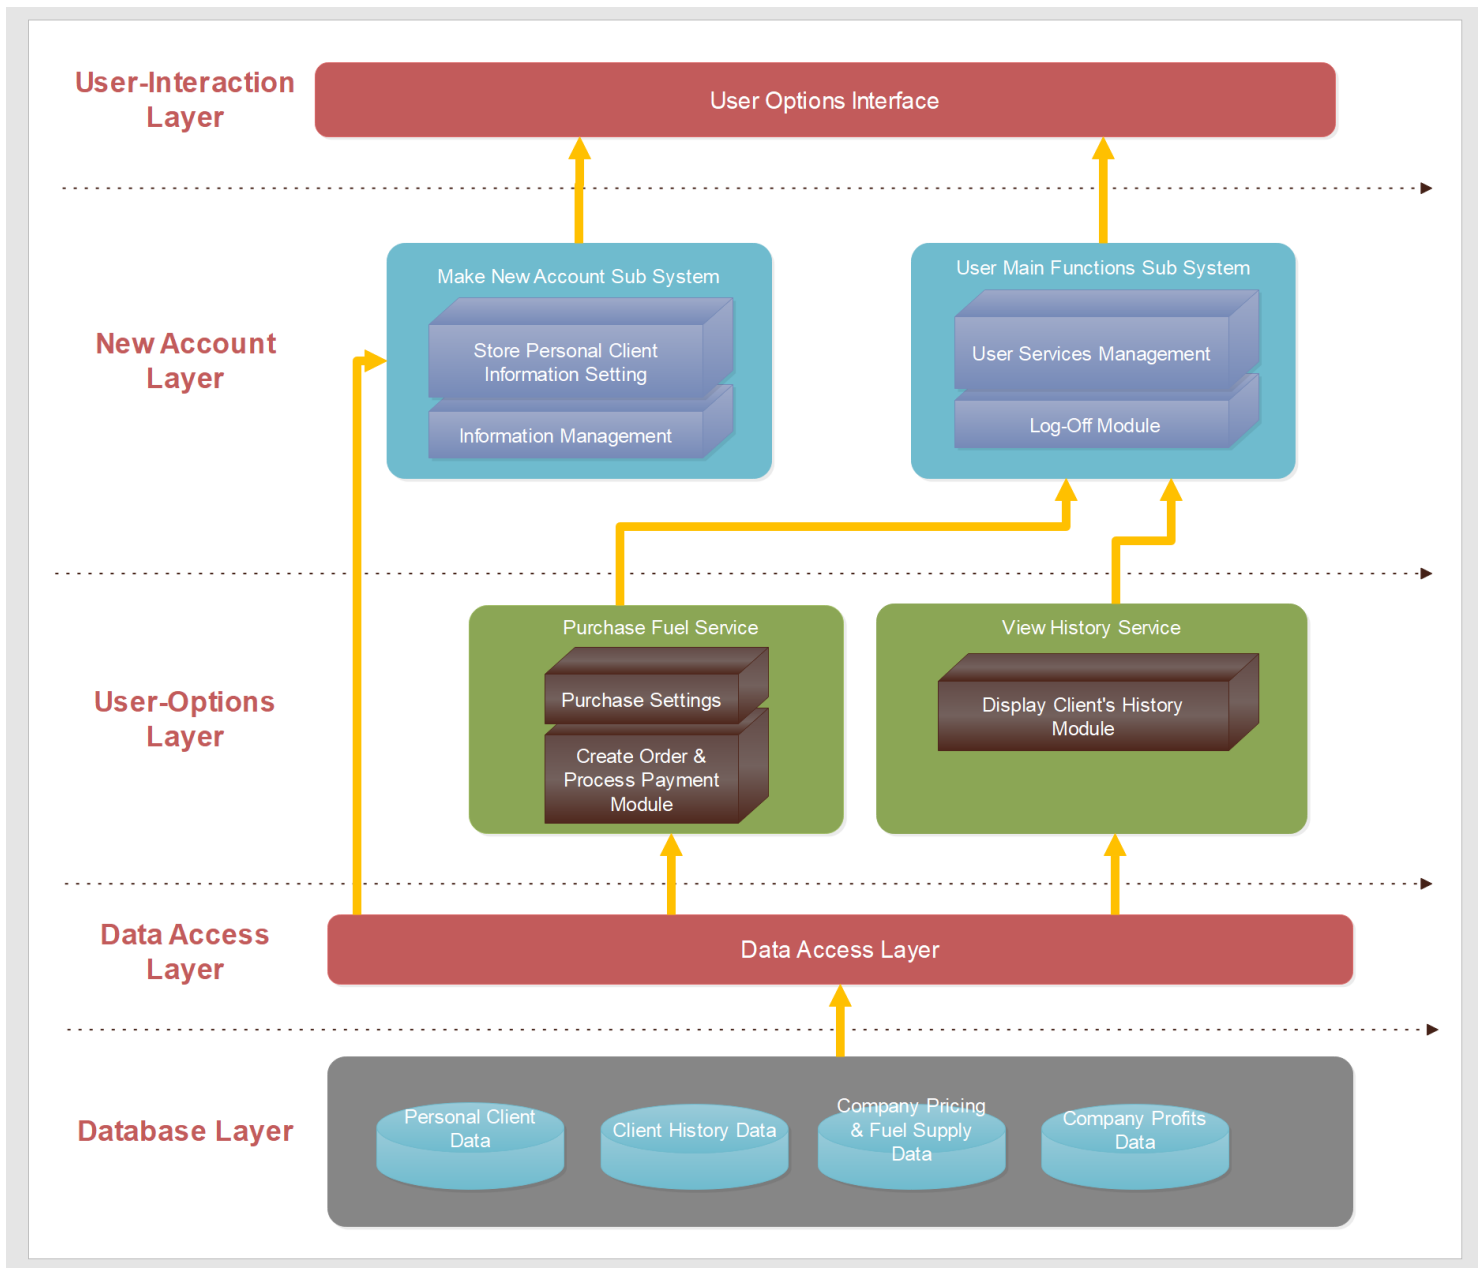 User-Interaction
Layer
User Options Interface
New Account
Layer
Make New Account Sub System
Store Personal Client
Information Setting
Information Management
User Main Functions Sub System
User Services Management
Log-Off Module
User-Options
Layer
Purchase Fuel Service
Purchase Settings
Create Order &
Process Payment
Module
View History Service
Display Client's History
Module
Data Access
Layer
Data Access Layer
Database Layer
Personal Client
Data
Client History Data
Company Pricing
& Fuel Supply
Data
Company Profits
Data